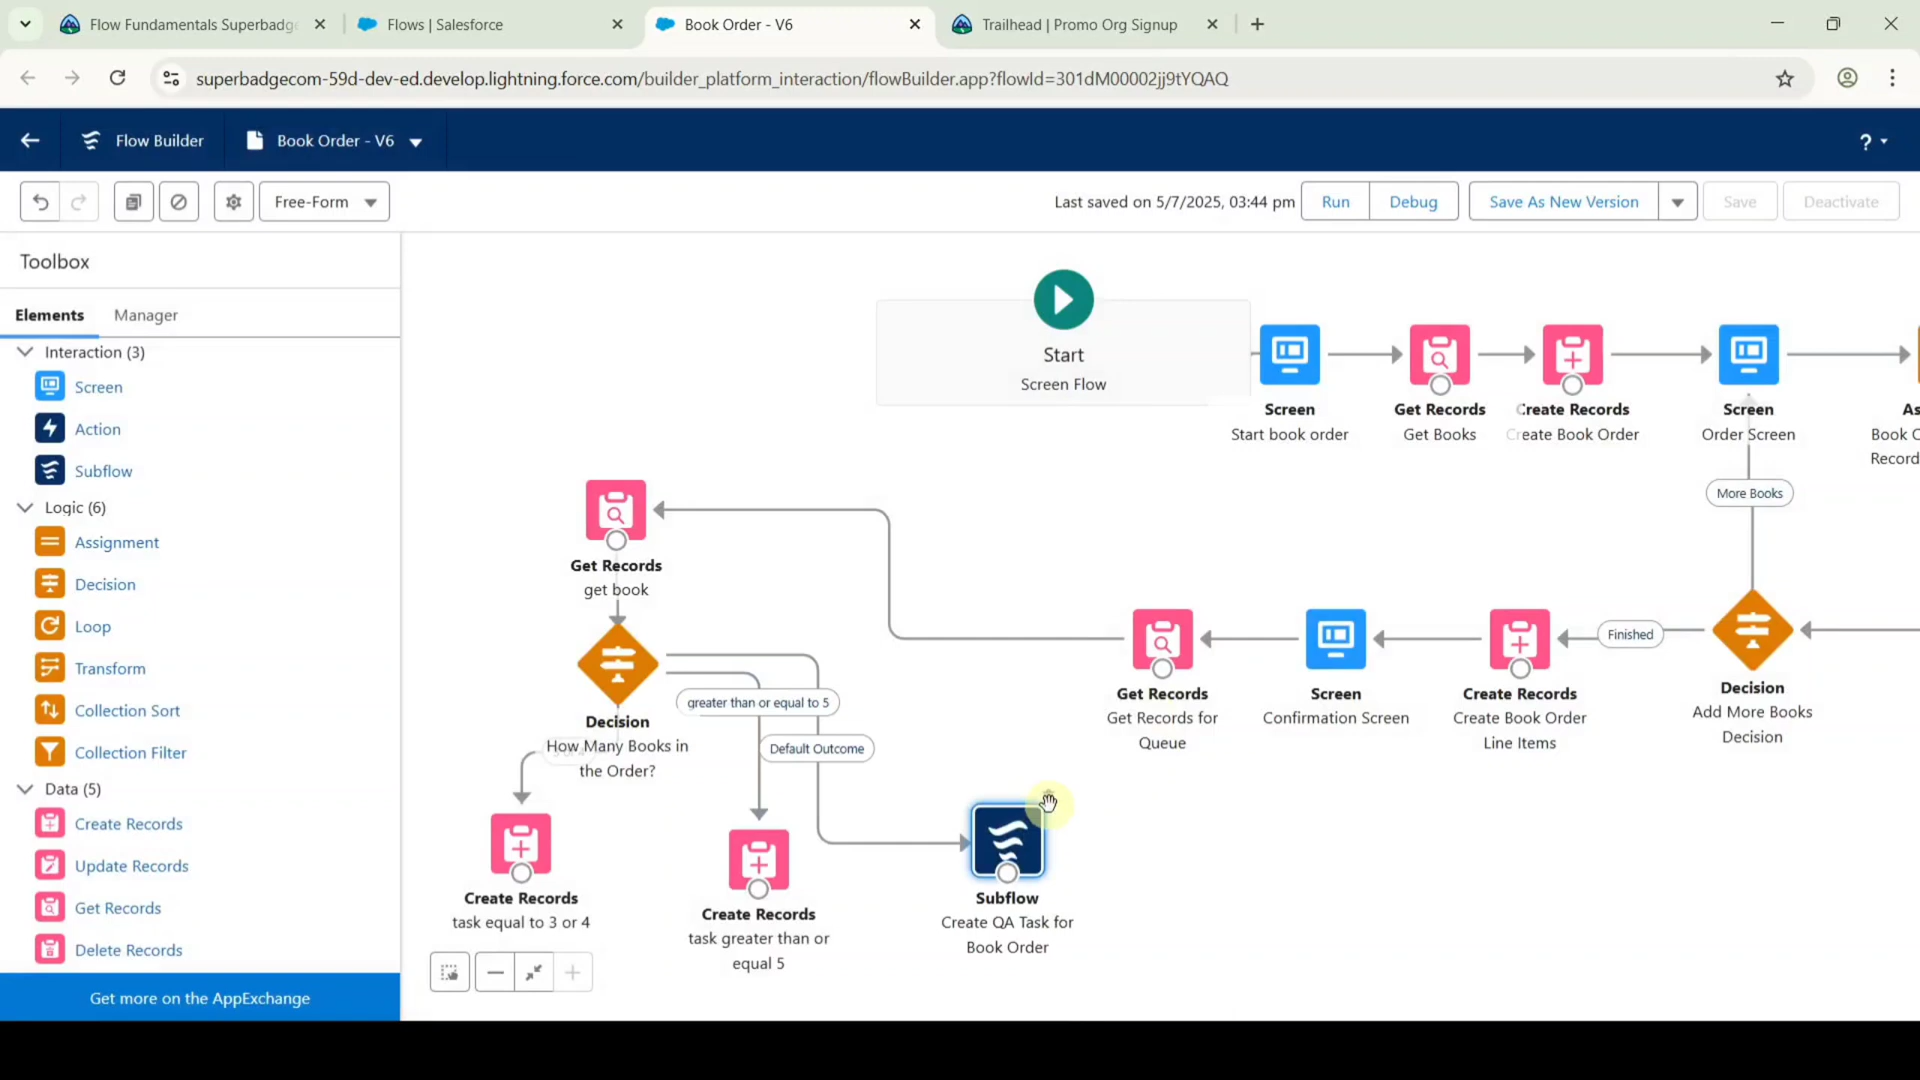 Flow Fundamentals Superbadge
Flows | Salesforce
Book Order - V6
Trailhead | Promo Org Signup
superbadgecom-59d-dev-ed.develop.lightning.force.com/builder_platform_interaction/flowBuilder.app?flowId=301dM00002jj9tYQAQ
Flow Builder
Book Order - V6
?
Free-Form
Last saved on 5/7/2025, 03:44 pm
Run
Debug
Save As New Version
Save
Deactivate
Toolbox
Elements
Manager
Interaction (3)
Screen
Action
Subflow
Logic (6)
Assignment
Decision
Loop
Transform
Collection Sort
Collection Filter
Data (5)
Create Records
Update Records
Get Records
Delete Records
Get more on the AppExchange
Start
Screen Flow
Screen
Start book order
Get Records
Get Books
Create Records
Create Book Order
Screen
Order Screen
As
Book O
Record
More Books
Get Records
get book
Decision
How Many Books in
the Order?
greater than or equal to 5
Default Outcome
Get Records
Get Records for
Queue
Screen
Confirmation Screen
Create Records
Create Book Order
Line Items
Finished
Decision
Add More Books
Decision
Create Records
task equal to 3 or 4
Create Records
task greater than or
equal 5
Subflow
Create QA Task for
Book Order